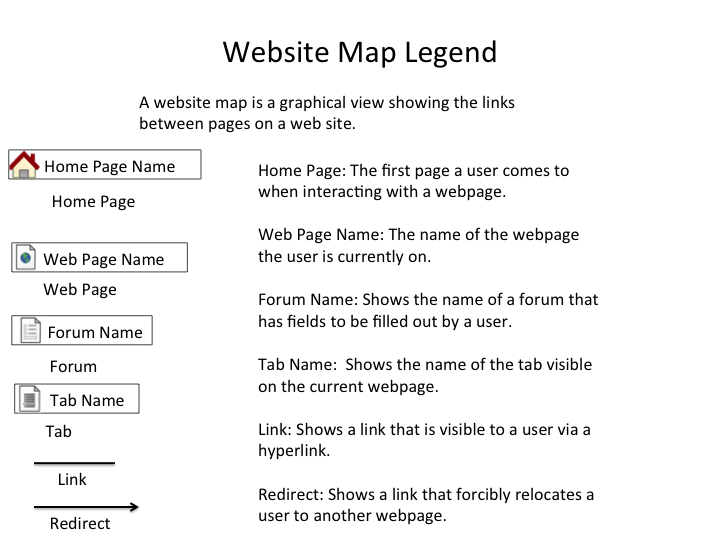 Website Map Legend
A website map is a graphical view showing the links
between pages on a web site.
Home Page Name
Home Page
Web Page Name
Web Page
Forum Name
Forum
Tab Name
Tab
Link
Redirect
Home Page: The first page a user comes to
when interacting with a webpage.
Web Page Name: The name of the webpage
the user is currently on.
Forum Name: Shows the name of a forum that
has fields to be filled out by a user.
Tab Name:  Shows the name of the tab visible
on the current webpage.
Link: Shows a link that is visible to a user via a
hyperlink.
Redirect: Shows a link that forcibly relocates a
user to another webpage.